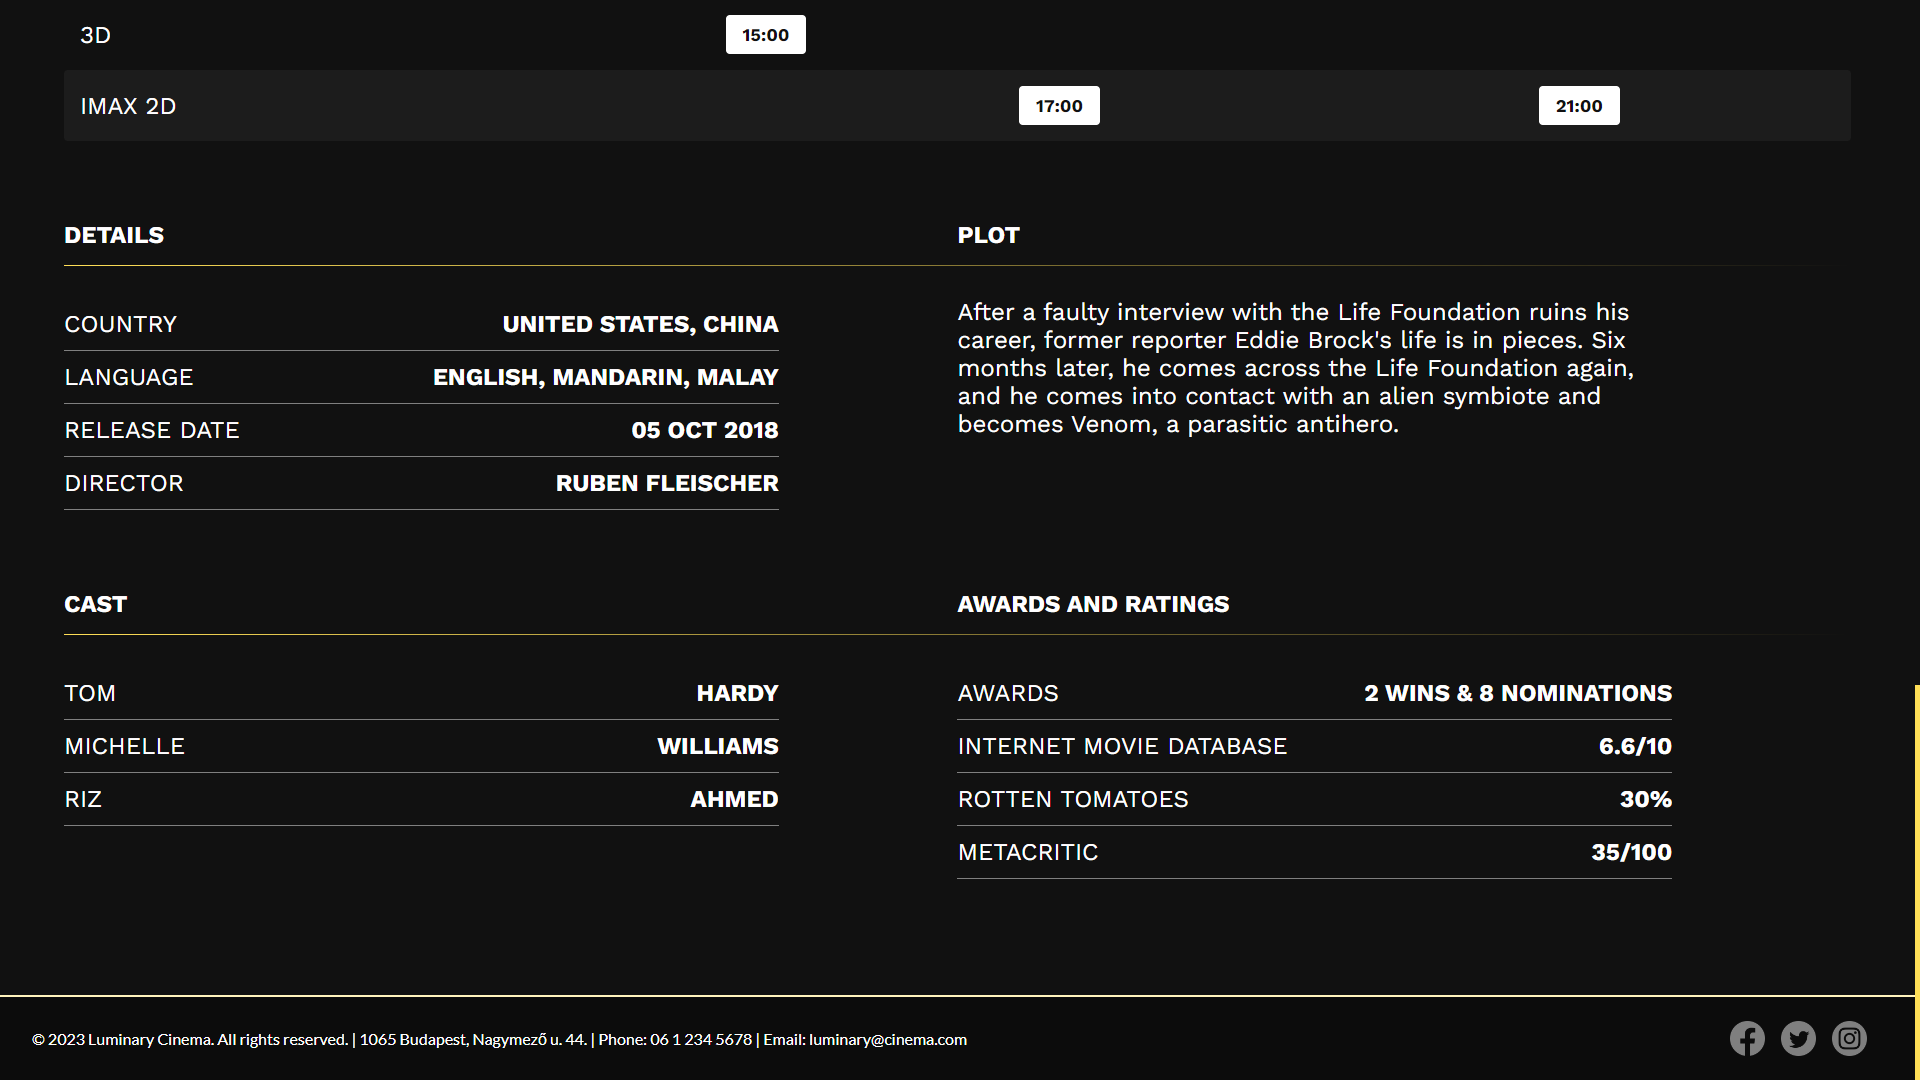 3D 15:00
IMAX 2D 17:00 21:00
DETAILS
COUNTRY UNITED STATES, CHINA
LANGUAGE ENGLISH, MANDARIN, MALAY
RELEASE DATE 05 OCT 2018
DIRECTOR RUBEN FLEISCHER
PLOT
After a faulty interview with the Life Foundation ruins his
career, former reporter Eddie Brock's life is in pieces. Six
months later, he comes across the Life Foundation again,
and he comes into contact with an alien symbiote and
becomes Venom, a parasitic antihero.
CAST
TOM HARDY
MICHELLE WILLIAMS
RIZ AHMED
AWARDS AND RATINGS
AWARDS 2 WINS & 8 NOMINATIONS
INTERNET MOVIE DATABASE 6.6/10
ROTTEN TOMATOES 30%
METACRITIC 35/100
© 2023 Luminary Cinema. All rights reserved. | 1065 Budapest, Nagymező u. 44. | Phone: 06 1 234 5678 | Email: luminary@cinema.com